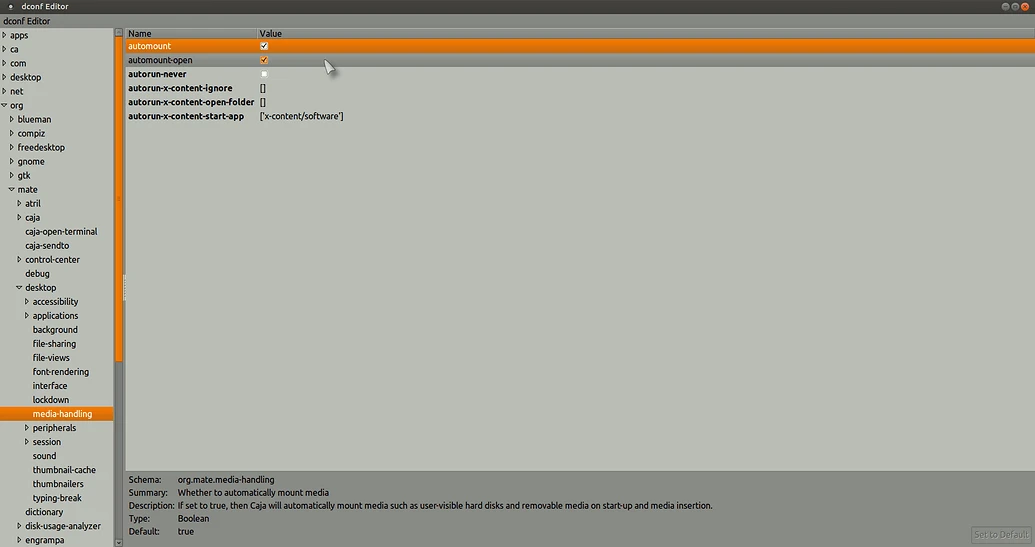 dconf Editor
dconf Editor
apps
ca
com
desktop
net
org
blueman
compiz
freedesktop
gnome
gtk
mate
atril
caja
caja-open-terminal
caja-sendto
control-center
debug
desktop
accessibility
applications
background
file-sharing
file-views
font-rendering
interface
lockdown
media-handling
peripherals
session
sound
thumbnail-cache
thumbnailers
typing-break
dictionary
disk-usage-analyzer
engrampa
Name Value
automount
automount-open
autorun-never
autorun-x-content-ignore []
autorun-x-content-open-folder []
autorun-x-content-start-app ['x-content/software']
Schema: org.mate.media-handling
Summary: Whether to automatically mount media
Description: If set to true, then Caja will automatically mount media such as user-visible hard disks and removable media on start-up and media insertion.
Type: Boolean
Default: true
Set to Default